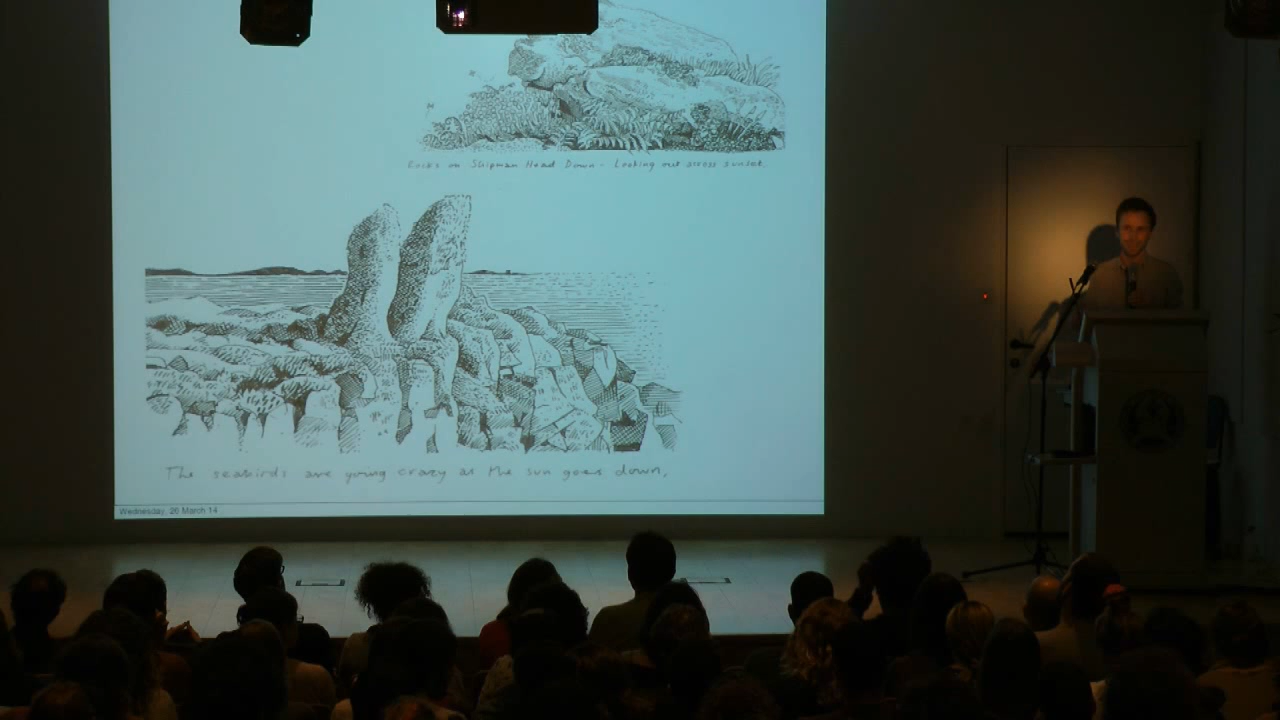 Rocks on Shipman Head Down - Looking out across sunset.
The seabirds are going crazy as the sun goes down,
Wednesday, 26 March 14